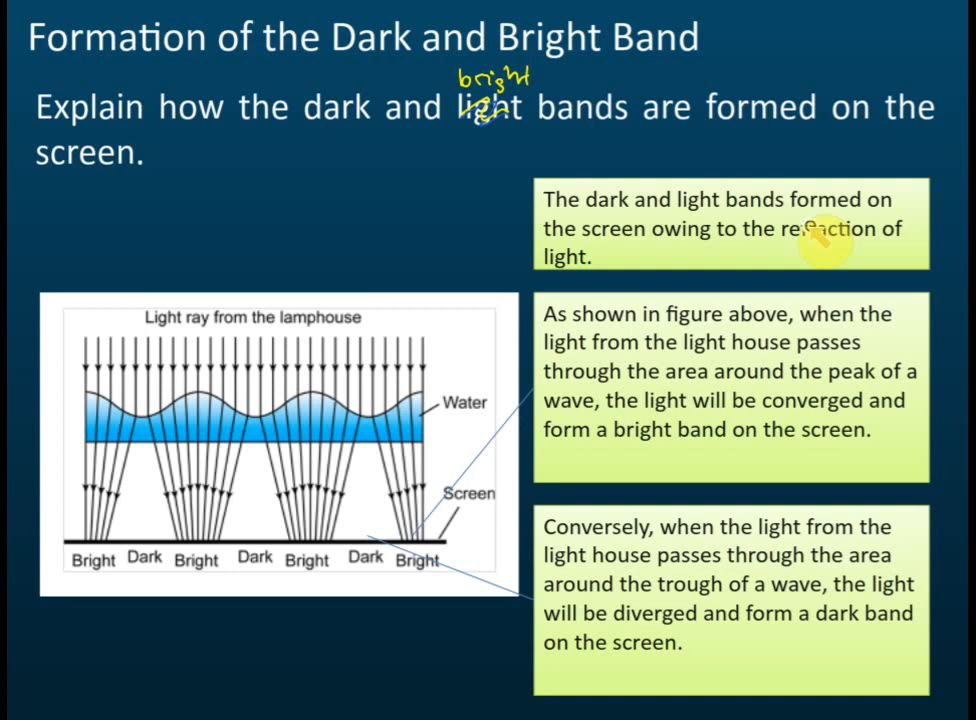 Formation of the Dark and Bright Band
bright
Explain how the dark and light bands are formed on the
screen.
The dark and light bands formed on
the screen owing to the refraction of
light.
Light ray from the lamphouse
Water
Screen
Bright Dark Bright Dark Bright Dark Bright
As shown in figure above, when the
light from the light house passes
through the area around the peak of a
wave, the light will be converged and
form a bright band on the screen.
Conversely, when the light from the
light house passes through the area
around the trough of a wave, the light
will be diverged and form a dark band
on the screen.